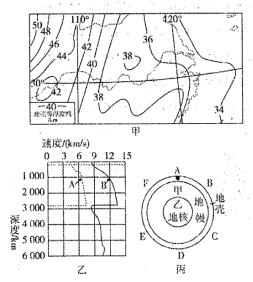 110° 120°
50 48 46 44 42 42 40 38 38 36 34
30°
—40—
地壳等厚度线
/km
甲
速度/(km/s)
0 3 6 9 12 15
1 000
2 000
3 000
4 000
5 000
6 000
深度/km
A B
乙
A
F B
甲
乙
地核
地幔
地壳
E C
D
丙